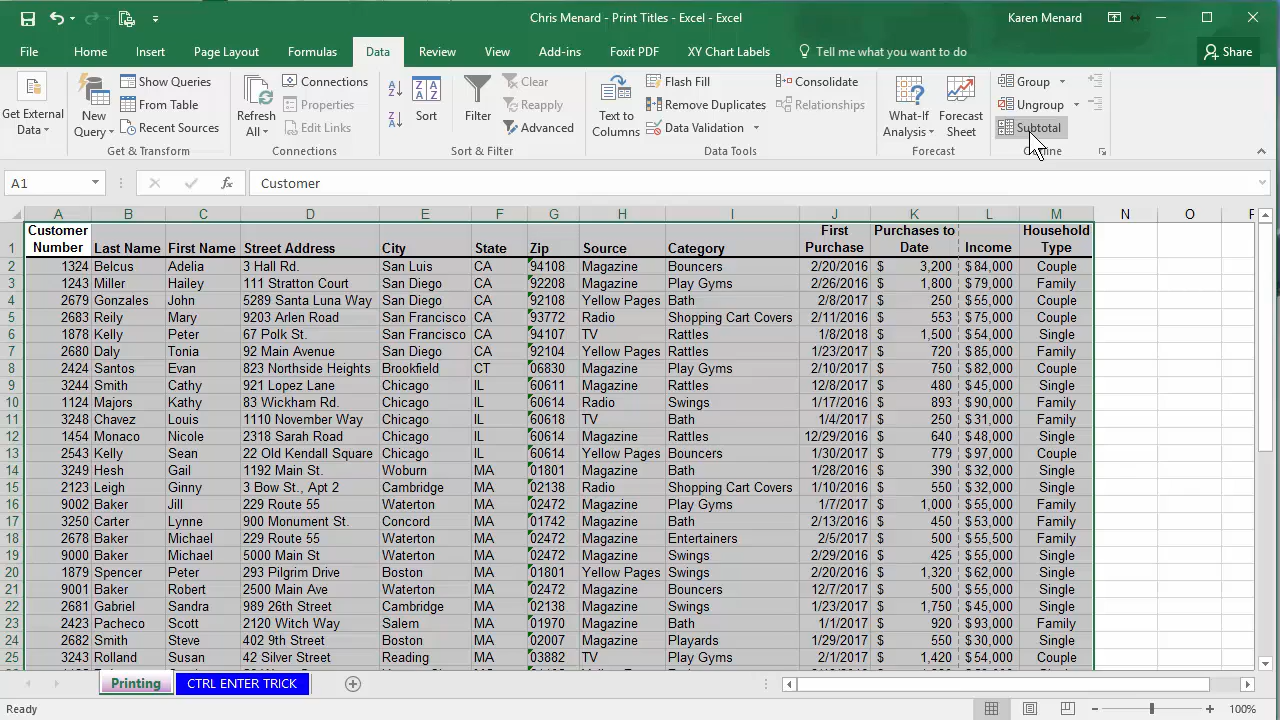 Chris Menard - Print Titles - Excel - Excel
Karen Menard
File Home Insert Page Layout Formulas Data Review View Add-ins Foxit PDF XY Chart Labels Tell me what you want to do Share
Get External Data
New Query
Show Queries
From Table
Recent Sources
Get & Transform
Refresh All
Connections
Properties
Edit Links
Connections
Sort
Filter
Clear
Reapply
Advanced
Sort & Filter
Text to Columns
Flash Fill
Remove Duplicates
Data Validation
Consolidate
Relationships
Data Tools
What-If Analysis
Forecast Sheet
Forecast
Group
Ungroup
Subtotal
A1 fx Customer
A B C D E F G H I J K L M N O
1 Customer Number Last Name First Name Street Address City State Zip Source Category First Purchase Purchases to Date Income Household Type
2 1324 Belcus Adelia 3 Hall Rd. San Luis CA 94108 Magazine Bouncers 2/20/2016 $ 3,200 $84,000 Couple
3 1243 Miller Hailey 111 Stratton Court San Diego CA 92208 Magazine Play Gyms 2/26/2016 $ 1,800 $79,000 Family
4 2679 Gonzales John 5289 Santa Luna Way San Diego CA 92108 Yellow Pages Bath 2/8/2017 $ 250 $55,000 Couple
5 2683 Reily Mary 9203 Arlen Road San Francisco CA 93772 Radio Shopping Cart Covers 2/11/2016 $ 553 $75,000 Couple
6 1878 Kelly Peter 67 Polk St. San Francisco CA 94107 TV Rattles 1/8/2018 $ 1,500 $54,000 Single
7 2680 Daly Tonia 92 Main Avenue San Diego CA 92104 Yellow Pages Rattles 1/23/2017 $ 720 $85,000 Family
8 2424 Santos Evan 823 Northside Heights Brookfield CT 06830 Magazine Play Gyms 2/10/2017 $ 750 $82,000 Couple
9 3244 Smith Cathy 921 Lopez Lane Chicago IL 60611 Magazine Rattles 12/8/2017 $ 480 $45,000 Single
10 1124 Majors Kathy 83 Wickham Rd. Chicago IL 60614 Radio Swings 1/17/2016 $ 893 $90,000 Family
11 3248 Chavez Louis 1110 November Way Chicago IL 60618 TV Bath 1/4/2017 $ 250 $31,000 Family
12 1454 Monaco Nicole 2318 Sarah Road Chicago IL 60614 Magazine Rattles 12/29/2016 $ 640 $48,000 Single
13 2543 Kelly Sean 22 Old Kendall Square Chicago IL 60614 Yellow Pages Bouncers 1/30/2017 $ 779 $97,000 Couple
14 3249 Hesh Gail 1192 Main St. Woburn MA 01801 Magazine Bath 1/28/2016 $ 390 $32,000 Single
15 2123 Leigh Ginny 3 Bow St., Apt 2 Cambridge MA 02138 Radio Shopping Cart Covers 1/10/2016 $ 550 $32,000 Single
16 9002 Baker Jill 229 Route 55 Waterton MA 02472 Magazine Play Gyms 1/7/2017 $ 1,000 $55,000 Family
17 3250 Carter Lynne 900 Monument St. Concord MA 01742 Magazine Bath 2/13/2016 $ 450 $53,000 Family
18 2678 Baker Michael 229 Route 55 Waterton MA 02472 Magazine Entertainers 2/5/2017 $ 500 $55,500 Family
19 9000 Baker Michael 5000 Main St Waterton MA 02472 Magazine Swings 2/29/2016 $ 425 $55,000 Single
20 1879 Spencer Peter 293 Pilgrim Drive Boston MA 01801 Yellow Pages Swings 2/20/2016 $ 1,320 $62,000 Single
21 9001 Baker Robert 2500 Main Ave Waterton MA 02472 Magazine Bouncers 12/7/2017 $ 500 $55,000 Single
22 2681 Gabriel Sandra 989 26th Street Cambridge MA 02138 Magazine Swings 1/23/2017 $ 1,750 $45,000 Single
23 2423 Pacheco Scott 2120 Witch Way Salem MA 01970 Magazine Bath 1/1/2017 $ 920 $93,000 Family
24 2682 Smith Steve 402 9th Street Boston MA 02007 Magazine Playards 1/29/2017 $ 550 $30,000 Single
25 3243 Rolland Susan 42 Silver Street Reading MA 03882 TV Play Gyms 2/1/2017 $ 1,420 $54,000 Couple
Printing CTRL ENTER TRICK
Ready 100%